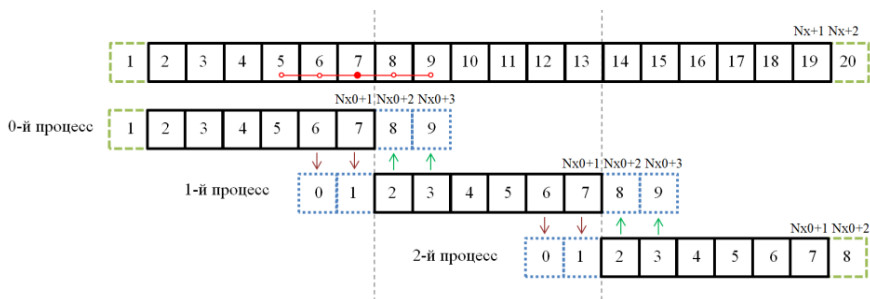 Nx+1 Nx+2
1 2 3 4 5 6 7 8 9 10 11 12 13 14 15 16 17 18 19 20
Nx0+1 Nx0+2 Nx0+3
0-й процесс 1 2 3 4 5 6 7 8 9
Nx0+1 Nx0+2 Nx0+3
1-й процесс 0 1 2 3 4 5 6 7 8 9
Nx0+1 Nx0+2
2-й процесс 0 1 2 3 4 5 6 7 8